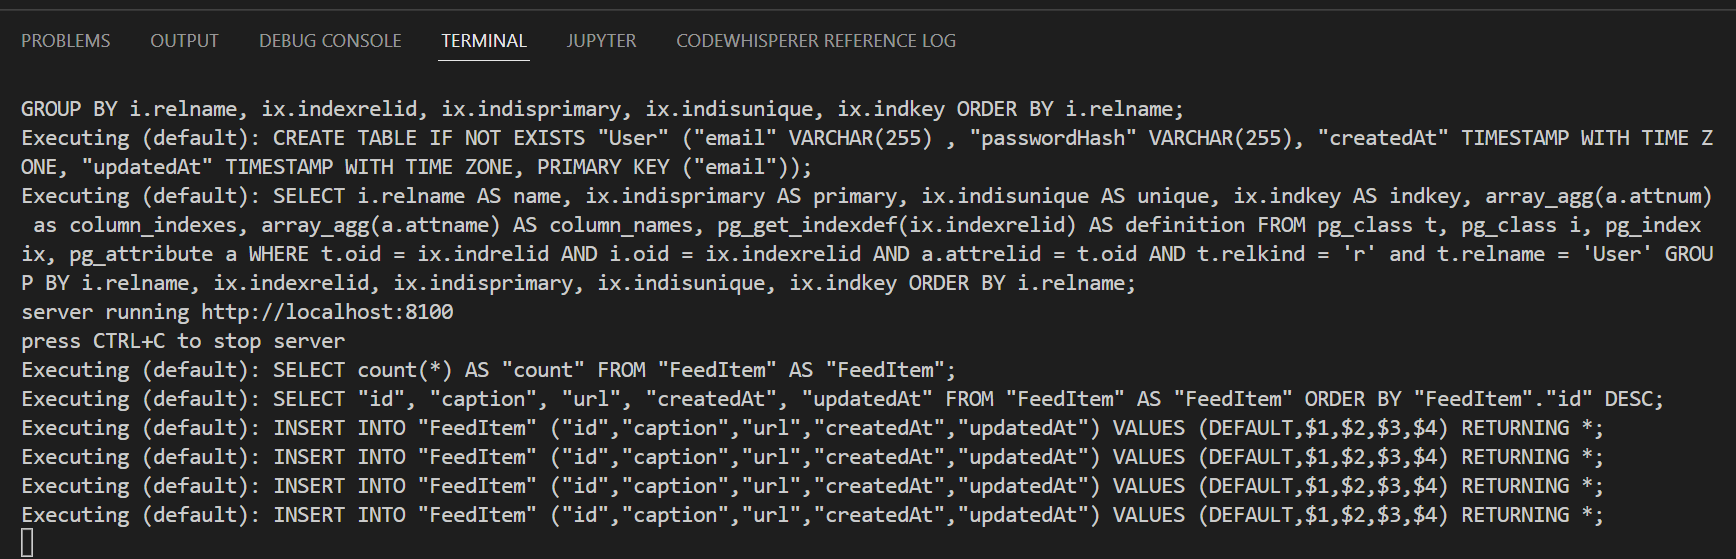 PROBLEMS OUTPUT DEBUG CONSOLE TERMINAL JUPYTER CODEWHISPERER REFERENCE LOG
GROUP BY i.relname, ix.indexrelid, ix.indisprimary, ix.indisunique, ix.indkey ORDER BY i.relname;
Executing (default): CREATE TABLE IF NOT EXISTS "User" ("email" VARCHAR(255) , "passwordHash" VARCHAR(255), "createdAt" TIMESTAMP WITH TIME Z
ONE, "updatedAt" TIMESTAMP WITH TIME ZONE, PRIMARY KEY ("email"));
Executing (default): SELECT i.relname AS name, ix.indisprimary AS primary, ix.indisunique AS unique, ix.indkey AS indkey, array_agg(a.attnum)
as column_indexes, array_agg(a.attname) AS column_names, pg_get_indexdef(ix.indexrelid) AS definition FROM pg_class t, pg_class i, pg_index
ix, pg_attribute a WHERE t.oid = ix.indrelid AND i.oid = ix.indexrelid AND a.attrelid = t.oid AND t.relkind = 'r' and t.relname = 'User' GROU
P BY i.relname, ix.indexrelid, ix.indisprimary, ix.indisunique, ix.indkey ORDER BY i.relname;
server running http://localhost:8100
press CTRL+C to stop server
Executing (default): SELECT count(*) AS "count" FROM "FeedItem" AS "FeedItem";
Executing (default): SELECT "id", "caption", "url", "createdAt", "updatedAt" FROM "FeedItem" AS "FeedItem" ORDER BY "FeedItem"."id" DESC;
Executing (default): INSERT INTO "FeedItem" ("id","caption","url","createdAt","updatedAt") VALUES (DEFAULT,$1,$2,$3,$4) RETURNING *;
Executing (default): INSERT INTO "FeedItem" ("id","caption","url","createdAt","updatedAt") VALUES (DEFAULT,$1,$2,$3,$4) RETURNING *;
Executing (default): INSERT INTO "FeedItem" ("id","caption","url","createdAt","updatedAt") VALUES (DEFAULT,$1,$2,$3,$4) RETURNING *;
Executing (default): INSERT INTO "FeedItem" ("id","caption","url","createdAt","updatedAt") VALUES (DEFAULT,$1,$2,$3,$4) RETURNING *;